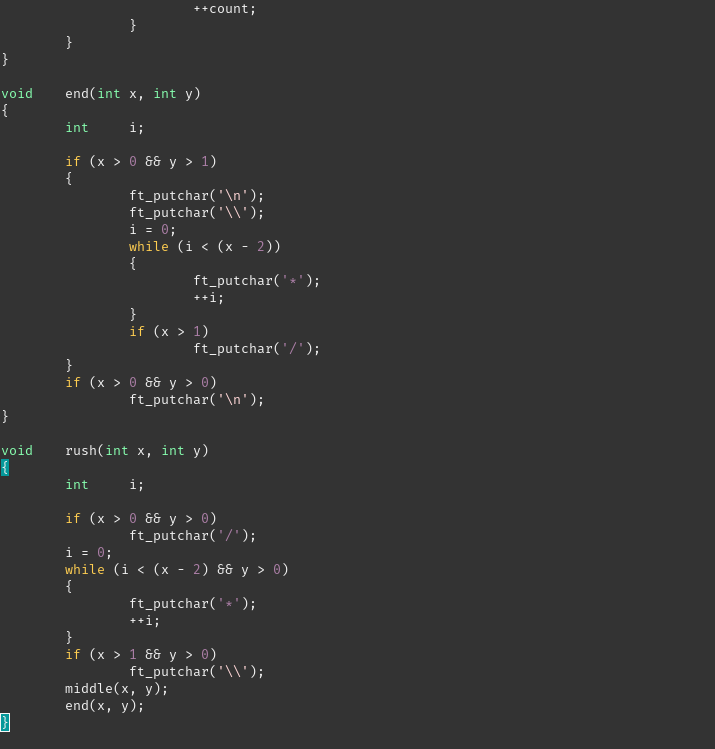 ++count;
                }
        }
}

void    end(int x, int y)
{
        int     i;

        if (x > 0 && y > 1)
        {
                ft_putchar('\n');
                ft_putchar('\\');
                i = 0;
                while (i < (x - 2))
                {
                        ft_putchar('*');
                        ++i;
                }
                if (x > 1)
                        ft_putchar('/');
        }
        if (x > 0 && y > 0)
                ft_putchar('\n');
}

void    rush(int x, int y)
{
        int     i;

        if (x > 0 && y > 0)
                ft_putchar('/');
        i = 0;
        while (i < (x - 2) && y > 0)
        {
                ft_putchar('*');
                ++i;
        }
        if (x > 1 && y > 0)
                ft_putchar('\\');
        middle(x, y);
        end(x, y);
}